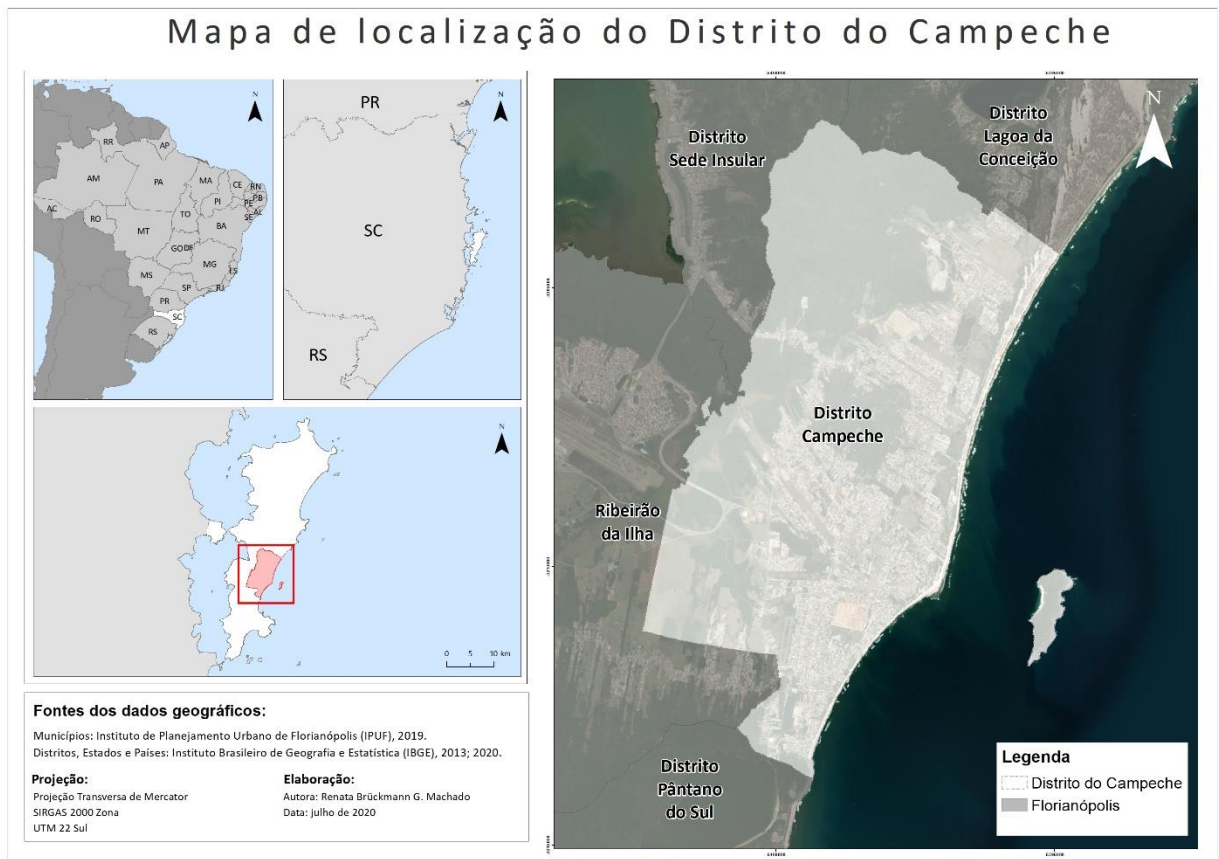 Mapa de localização do Distrito do Campeche
N
RR
AP
AM
PA
MA
CE
RN
PB
PE
AL
SE
PI
AC
RO
TO
BA
MT
GO
DF
MG
ES
MS
SP
RJ
PR
SC
RS
N
PR
SC
RS
N
0 5 10 km
N
Distrito
Sede Insular
Distrito
Lagoa da
Conceição
Distrito
Campeche
Ribeirão
da Ilha
Distrito
Pântano
do Sul
Legenda
Distrito do Campeche
Florianópolis
Fontes dos dados geográficos:
Municípios: Instituto de Planejamento Urbano de Florianópolis (IPUF), 2019.
Distritos, Estados e Países: Instituto Brasileiro de Geografia e Estatística (IBGE), 2013; 2020.
Projeção:
Projeção Transversa de Mercator
SIRGAS 2000 Zona
UTM 22 Sul
Elaboração:
Autora: Renata Brückmann G. Machado
Data: julho de 2020